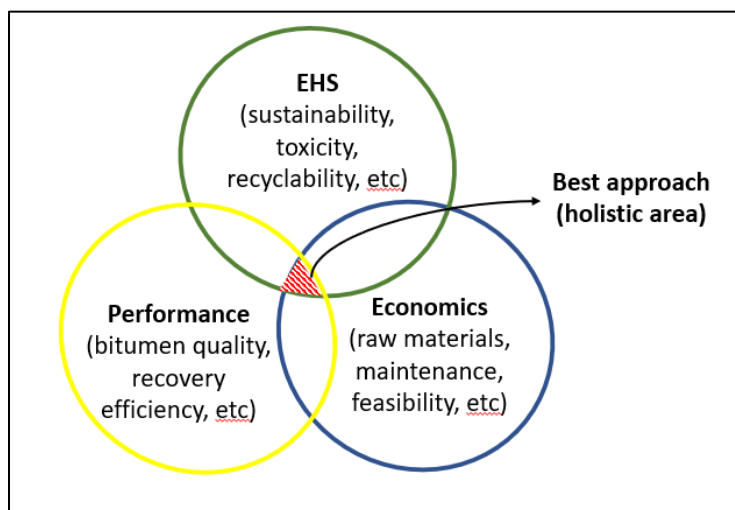 EHS
(sustainability,
toxicity,
recyclability, etc)
Best approach
(holistic area)
Performance
(bitumen quality,
recovery
efficiency, etc)
Economics
(raw materials,
maintenance,
feasibility, etc)